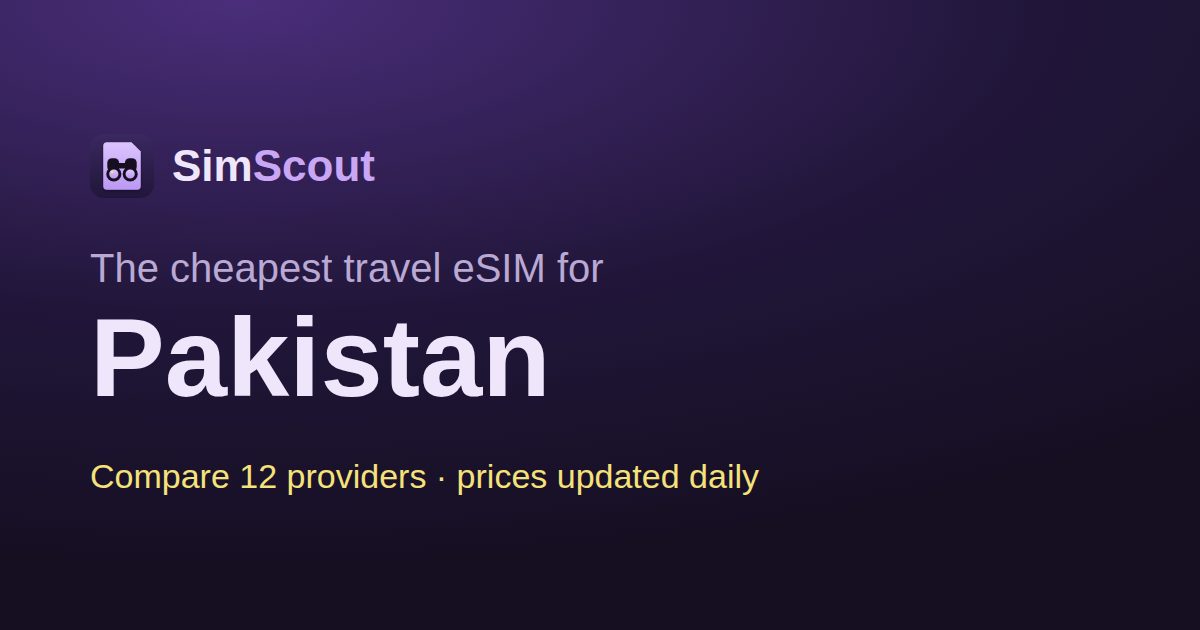 SimScout
The cheapest travel eSIM for
Pakistan
Compare 12 providers · prices updated daily